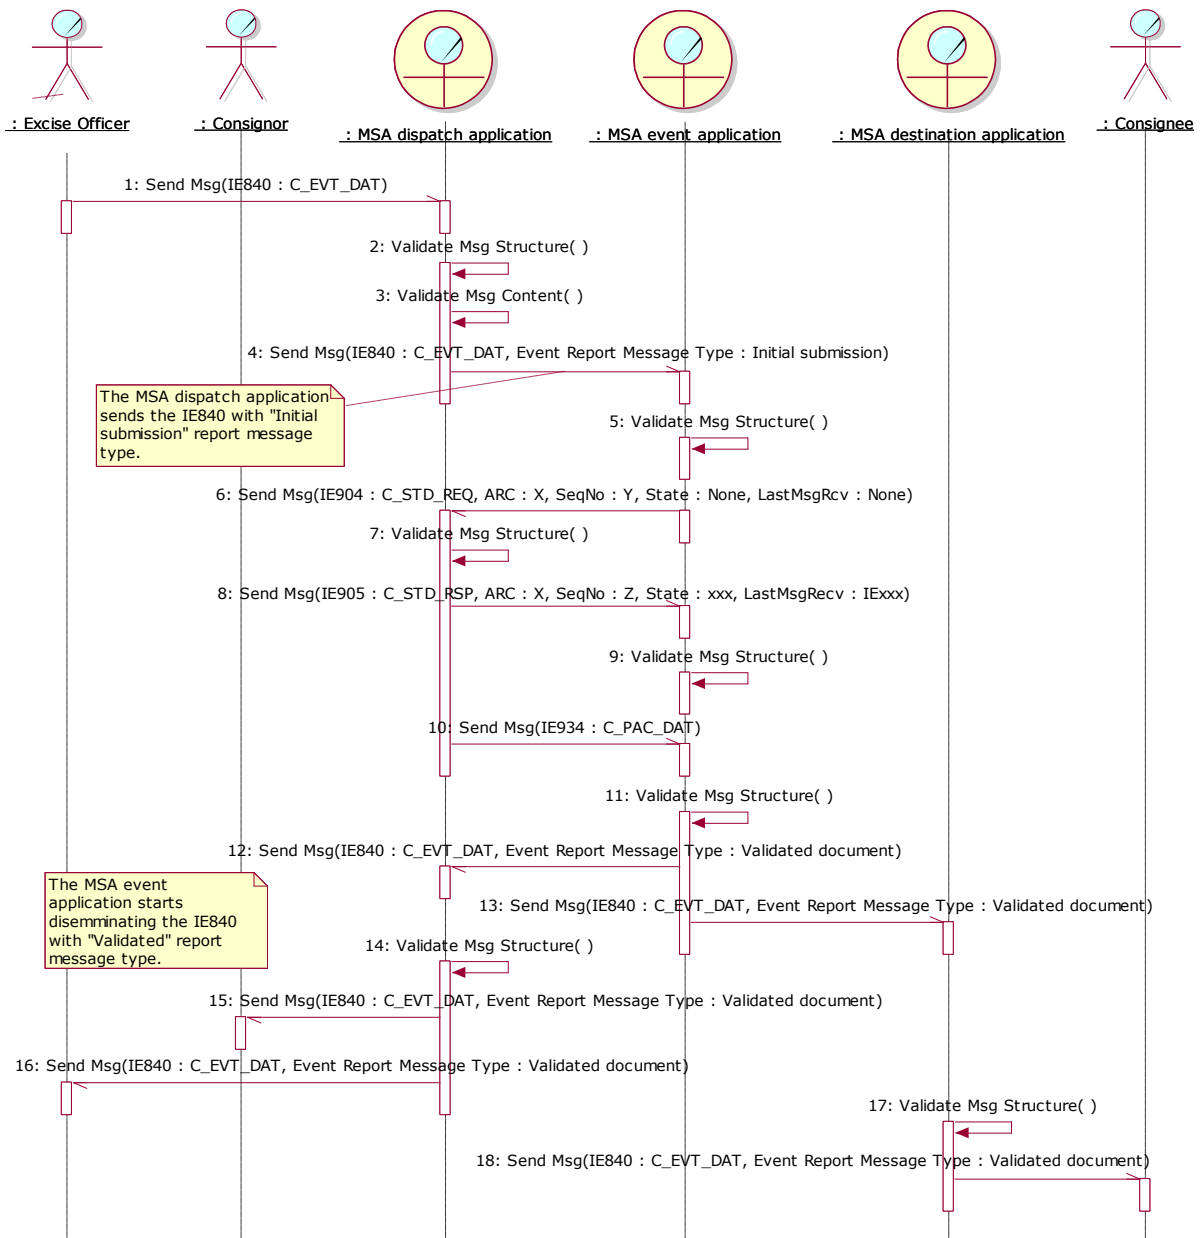 : Excise Officer
: Consignor
: MSA dispatch application
: MSA event application
: MSA destination application
: Consignee
1: Send Msg(IE840 : C_EVT_DAT)
2: Validate Msg Structure( )
3: Validate Msg Content( )
4: Send Msg(IE840 : C_EVT_DAT, Event Report Message Type : Initial submission)
The MSA dispatch application
sends the IE840 with "Initial
submission" report message
type.
5: Validate Msg Structure( )
6: Send Msg(IE904 : C_STD_REQ, ARC : X, SeqNo : Y, State : None, LastMsgRcv : None)
7: Validate Msg Structure( )
8: Send Msg(IE905 : C_STD_RSP, ARC : X, SeqNo : Z, State : xxx, LastMsgRecv : IExxx)
9: Validate Msg Structure( )
10: Send Msg(IE934 : C_PAC_DAT)
11: Validate Msg Structure( )
12: Send Msg(IE840 : C_EVT_DAT, Event Report Message Type : Validated document)
The MSA event
application starts
disemminating the IE840
with "Validated" report
message type.
13: Send Msg(IE840 : C_EVT_DAT, Event Report Message Type : Validated document)
14: Validate Msg Structure( )
15: Send Msg(IE840 : C_EVT_DAT, Event Report Message Type : Validated document)
16: Send Msg(IE840 : C_EVT_DAT, Event Report Message Type : Validated document)
17: Validate Msg Structure( )
18: Send Msg(IE840 : C_EVT_DAT, Event Report Message Type : Validated document)